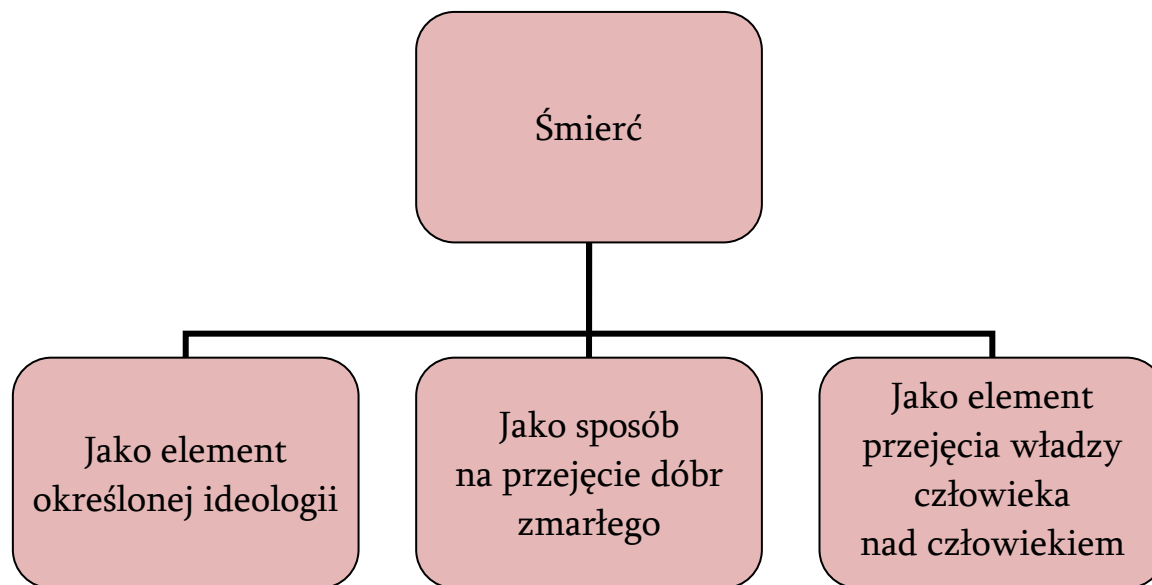 Śmierć
Jako element
określonej ideologii
Jako sposób
na przejęcie dóbr
zmarłego
Jako element
przejęcia władzy
człowieka
nad człowiekiem